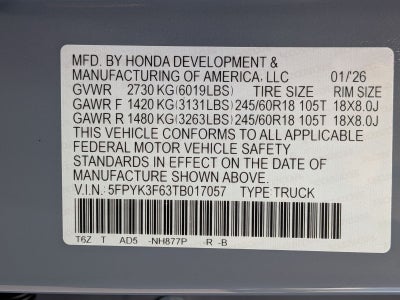 MFD. BY HONDA DEVELOPMENT &
MANUFACTURING OF AMERICA, LLC 01/'26
GVWR 2730 KG(6019LBS) TIRE SIZE RIM SIZE
GAWR F 1420 KG(3131LBS) 245/60R18 105T 18X8.0J
GAWR R 1480 KG(3263LBS) 245/60R18 105T 18X8.0J
THIS VEHICLE CONFORMS TO ALL APPLICABLE
FEDERAL MOTOR VEHICLE SAFETY
STANDARDS IN EFFECT ON THE DATE OF
MANUFACTURE SHOWN ABOVE.
V.I.N. 5FPYK3F63TB017057 TYPE TRUCK
T6Z T AD5 -NH877P -R -B